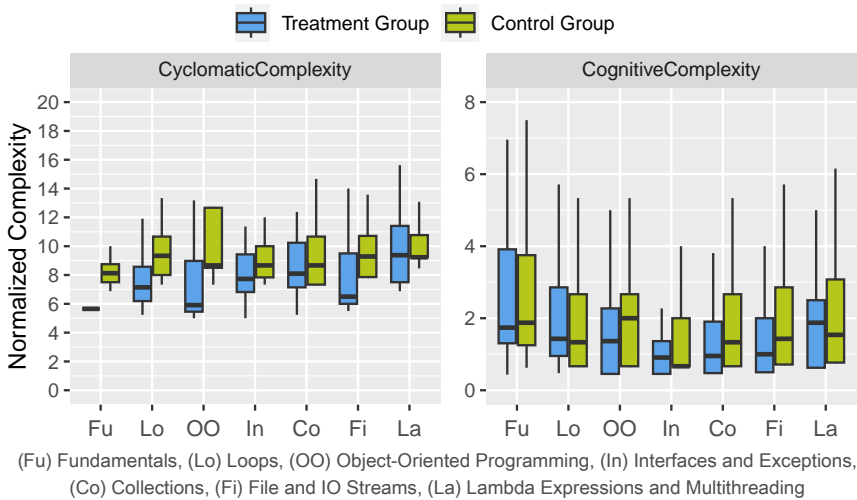 Treatment Group Control Group
CyclomaticComplexity CognitiveComplexity
Normalized Complexity
20
18
16
14
12
10
8
6
4
2
0
8
6
4
2
0
Fu Lo OO In Co Fi La Fu Lo OO In Co Fi La
(Fu) Fundamentals, (Lo) Loops, (OO) Object-Oriented Programming, (In) Interfaces and Exceptions,
(Co) Collections, (Fi) File and IO Streams, (La) Lambda Expressions and Multithreading